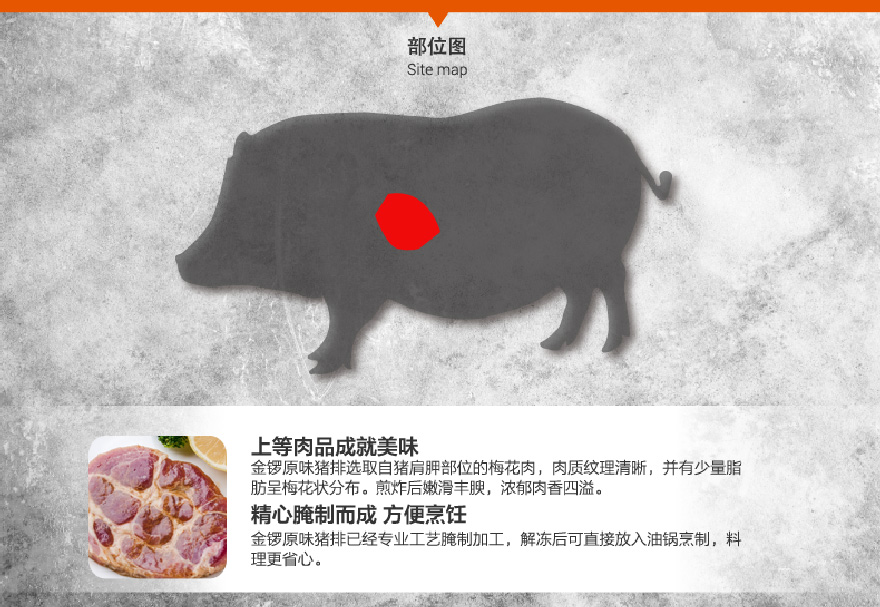 部位图
Site map
上等肉品成就美味
金锣原味猪排选取自猪肩胛部位的梅花肉，肉质纹理清晰，并有少量脂
肪呈梅花状分布。煎炸后嫩滑丰腴，浓郁肉香四溢。
精心腌制而成 方便烹饪
金锣原味猪排已经专业工艺腌制加工，解冻后可直接放入油锅烹制，料
理更省心。